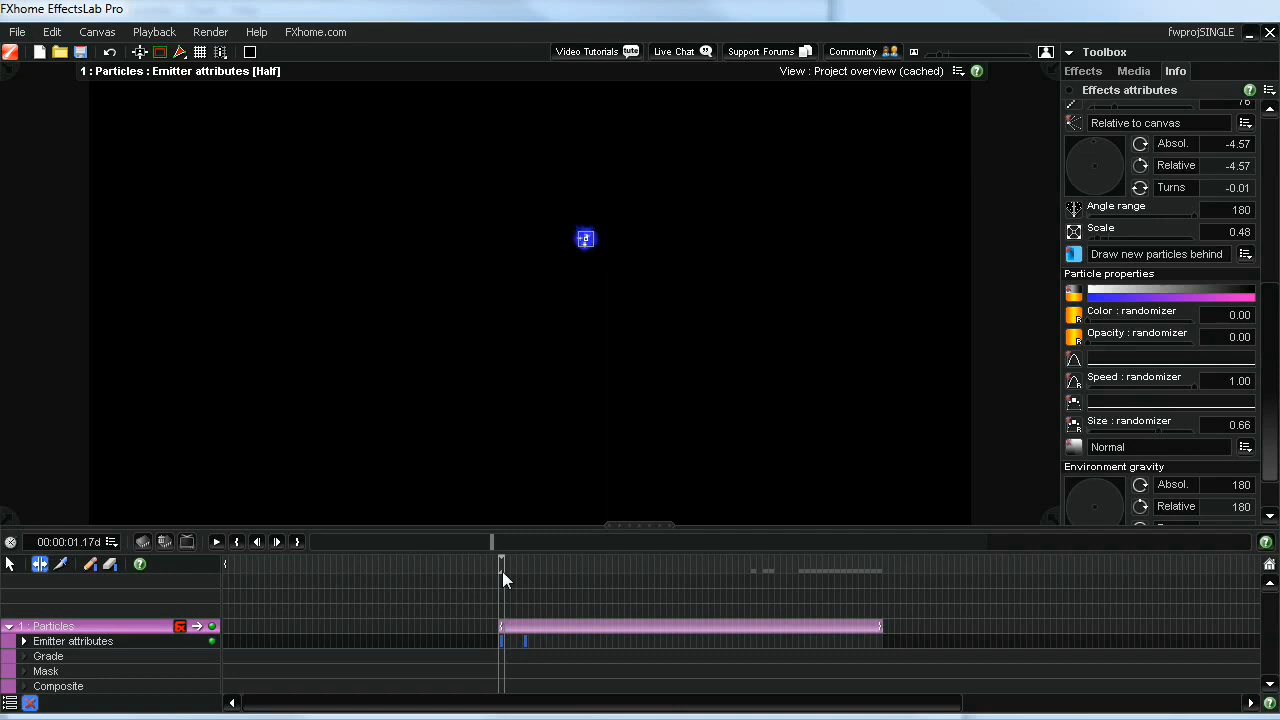 FXhome EffectsLab Pro
File Edit Canvas Playback Render Help FXhome.com fwprojSINGLE
Video Tutorials tute Live Chat Support Forums Community Toolbox
1 : Particles : Emitter attributes [Half] View : Project overview (cached) Effects Media Info
Effects attributes
76
Relative to canvas
Absol. -4.57
Relative -4.57
Turns -0.01
Angle range 180
Scale 0.48
Draw new particles behind
Particle properties
Color : randomizer 0.00
Opacity : randomizer 0.00
Speed : randomizer 1.00
Size : randomizer 0.66
Normal
Environment gravity
Absol. 180
Relative 180
00:00:01.17d
1 : Particles
Emitter attributes
Grade
Mask
Composite